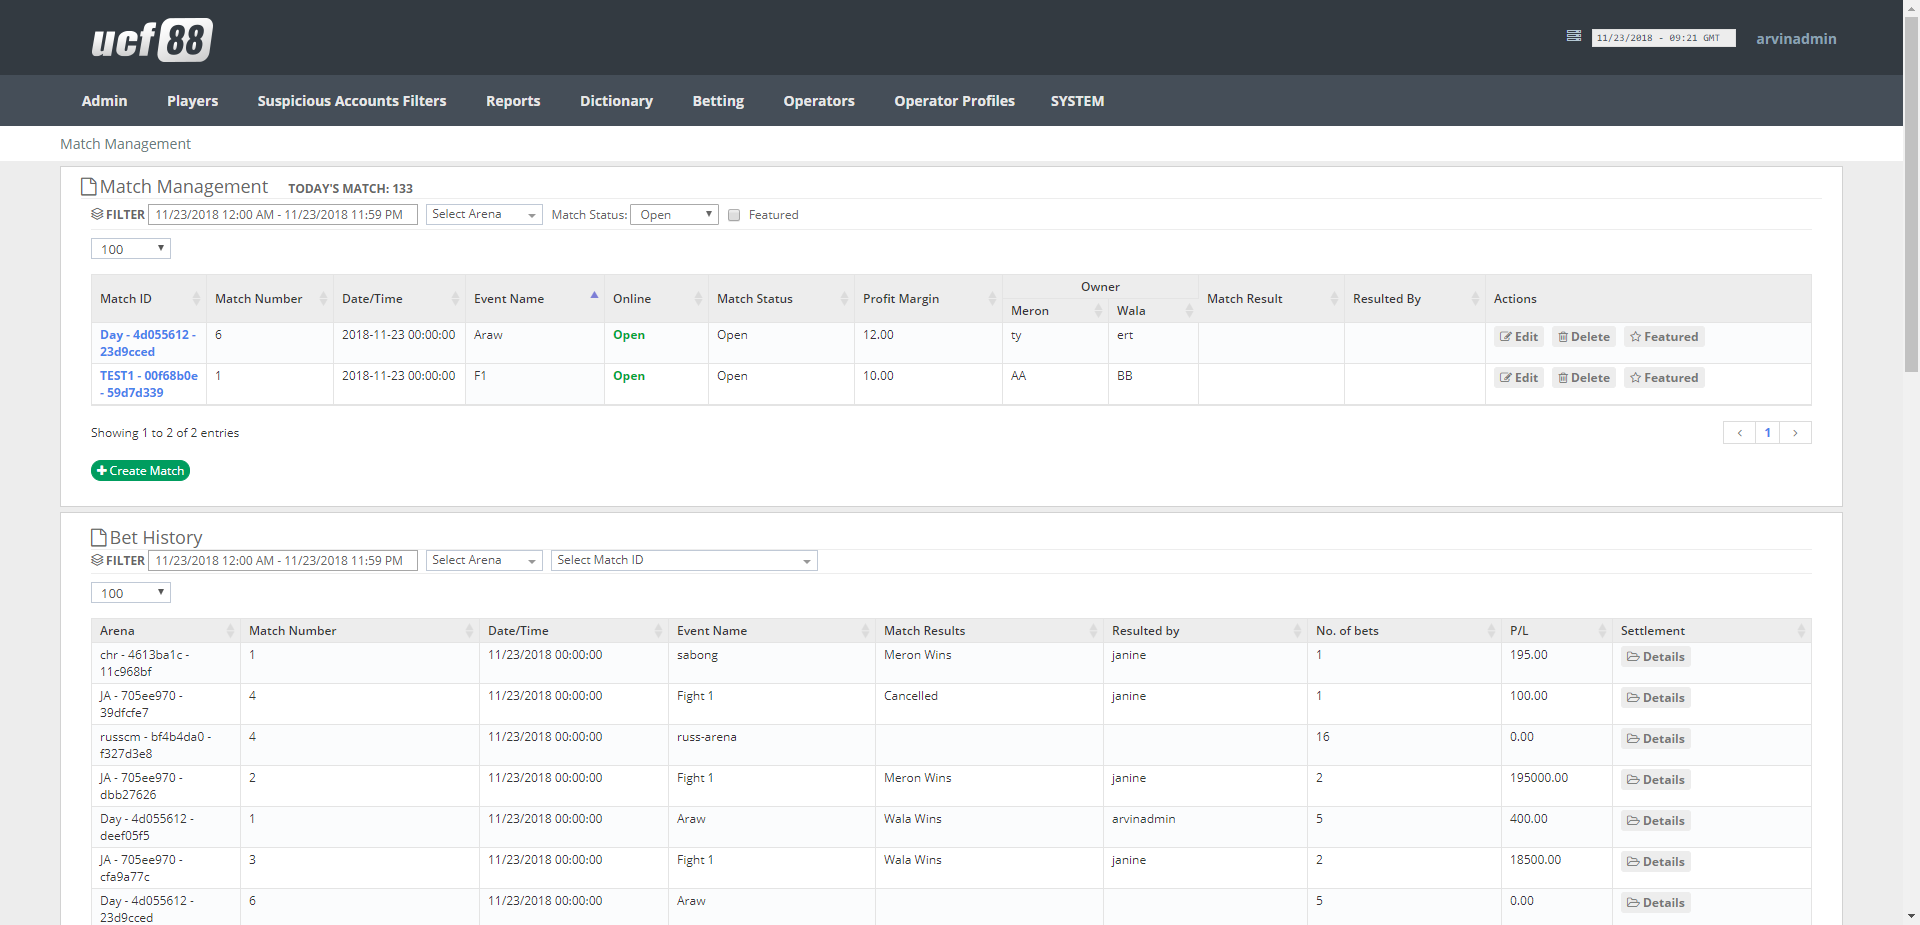 ucf88
11/23/2018 - 09:21 GMT
arvinadmin
Admin Players Suspicious Accounts Filters Reports Dictionary Betting Operators Operator Profiles SYSTEM
Match Management
Match Management TODAY'S MATCH: 133
FILTER 11/23/2018 12:00 AM - 11/23/2018 11:59 PM Select Arena Match Status: Open Featured
100
Owner
Match ID Match Number Date/Time Event Name Online Match Status Profit Margin Match Result Resulted By Actions
Meron Wala
Day - 4d055612 - 6 2018-11-23 00:00:00 Araw Open Open 12.00 ty ert Edit Delete Featured
23d9cced
TEST1 - 00f68b0e 1 2018-11-23 00:00:00 F1 Open Open 10.00 AA BB Edit Delete Featured
- 59d7d339
Showing 1 to 2 of 2 entries < 1 >
Create Match
Bet History
FILTER 11/23/2018 12:00 AM - 11/23/2018 11:59 PM Select Arena Select Match ID
100
Arena Match Number Date/Time Event Name Match Results Resulted by No. of bets P/L Settlement
chr - 4613ba1c - 1 11/23/2018 00:00:00 sabong Meron Wins janine 1 195.00 Details
11c968bf
JA - 705ee970 - 4 11/23/2018 00:00:00 Fight 1 Cancelled janine 1 100.00 Details
39dfcfe7
russcm - bf4b4da0 - 4 11/23/2018 00:00:00 russ-arena 16 0.00 Details
f327d3e8
JA - 705ee970 - 2 11/23/2018 00:00:00 Fight 1 Meron Wins janine 2 195000.00 Details
dbb27626
Day - 4d055612 - 1 11/23/2018 00:00:00 Araw Wala Wins arvinadmin 5 400.00 Details
deef05f5
JA - 705ee970 - 3 11/23/2018 00:00:00 Fight 1 Wala Wins janine 2 18500.00 Details
cfa9a77c
Day - 4d055612 - 6 11/23/2018 00:00:00 Araw 5 0.00 Details
23d9cced